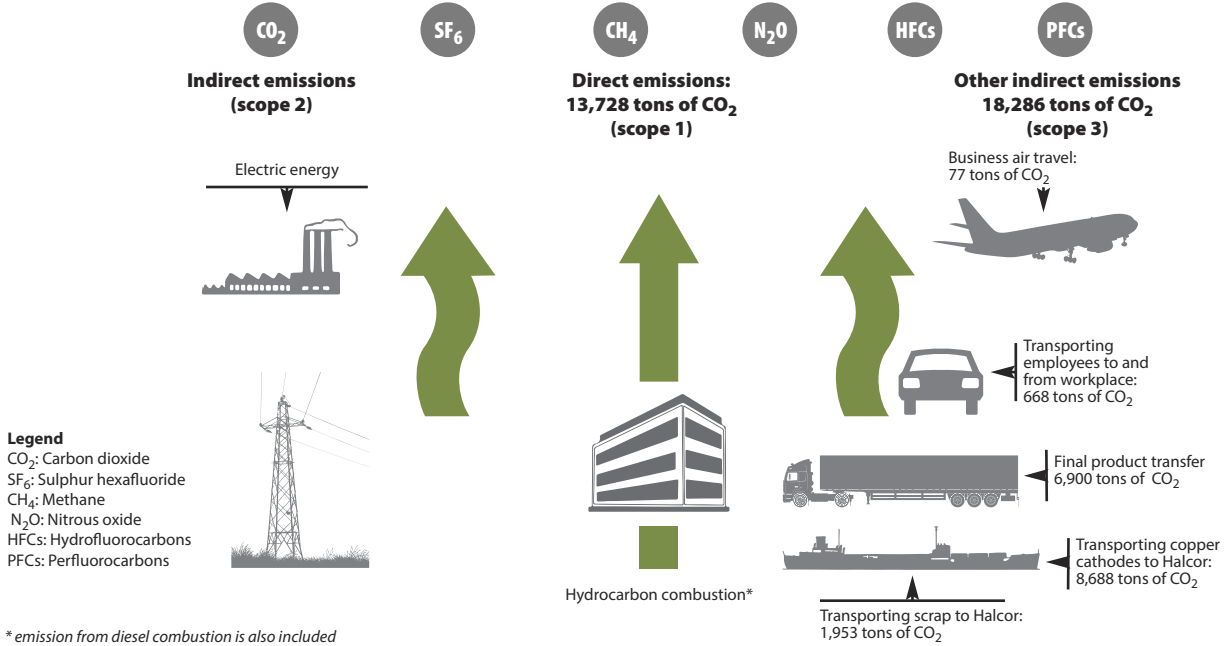 CO2
SF6
CH4
N2O
HFCs
PFCs
Indirect emissions
(scope 2)
Direct emissions:
13,728 tons of CO2
(scope 1)
Other indirect emissions
18,286 tons of CO2
(scope 3)
Electric energy
Business air travel:
77 tons of CO2
Transporting
employees to and
from workplace:
668 tons of CO2
Final product transfer
6,900 tons of CO2
Transporting copper
cathodes to Halcor:
8,688 tons of CO2
Transporting scrap to Halcor:
1,953 tons of CO2
Hydrocarbon combustion*
Legend
CO2: Carbon dioxide
SF6: Sulphur hexafluoride
CH4: Methane
N2O: Nitrous oxide
HFCs: Hydrofluorocarbons
PFCs: Perfluorocarbons
* emission from diesel combustion is also included